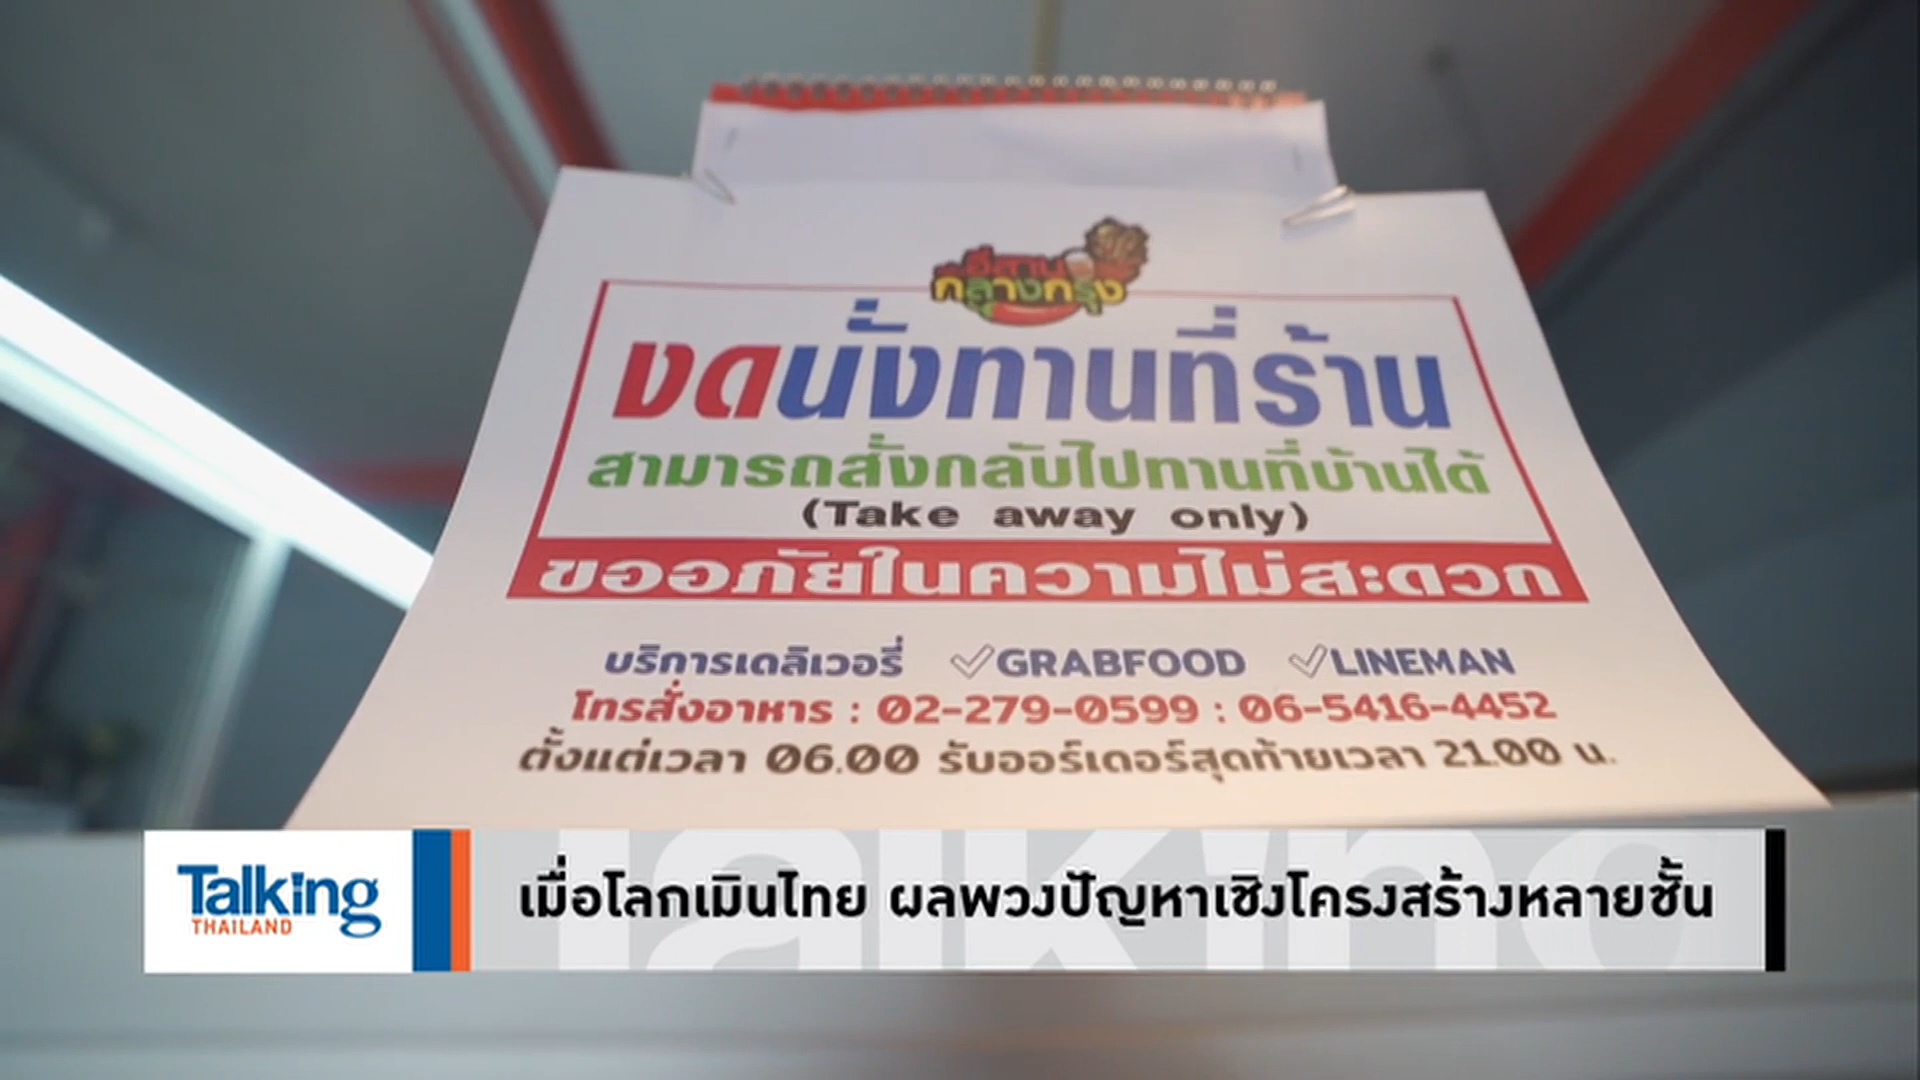 อีสาน
กลางกรุง
งดนั่งทานที่ร้าน
สามารถสั่งกลับไปทานที่บ้านได้
(Take away only)
ขออภัยในความไม่สะดวก
บริการเดลิเวอรี่ ✓GRABFOOD ✓LINEMAN
โทรสั่งอาหาร : 02-279-0599 : 06-5416-4452
ตั้งแต่เวลา 06.00 รับออร์เดอร์สุดท้ายเวลา 21.00 น.
Talking
THAILAND
เมื่อโลกเมินไทย ผลพวงปัญหาเชิงโครงสร้างหลายชั้น